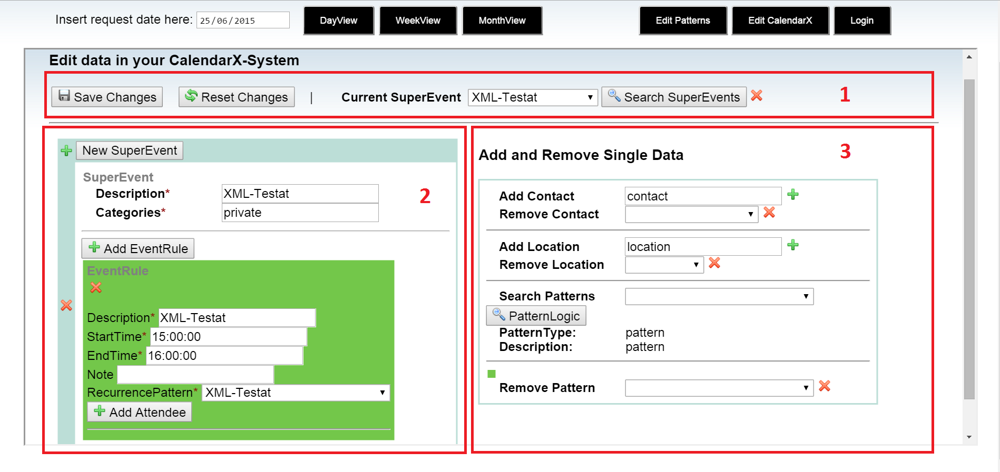 Insert request date here: 25/06/2015 DayView WeekView MonthView Edit Patterns Edit CalendarX Login
Edit data in your CalendarX-System
Save Changes Reset Changes | Current SuperEvent XML-Testat Search SuperEvents 1
New SuperEvent
SuperEvent
Description* XML-Testat 2
Categories* private
Add EventRule
EventRule
Description* XML-Testat
StartTime* 15:00:00
EndTime* 16:00:00
Note
RecurrencePattern* XML-Testat
Add Attendee
3
Add and Remove Single Data
Add Contact contact
Remove Contact
Add Location location
Remove Location
Search Patterns
PatternLogic
PatternType: pattern
Description: pattern
Remove Pattern